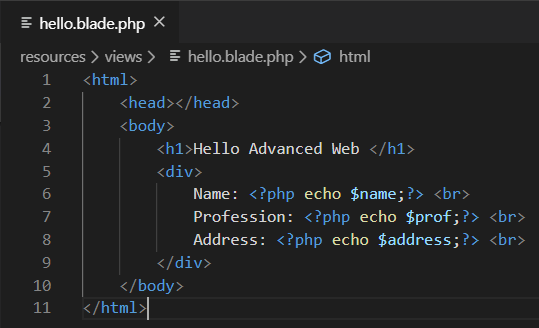 hello.blade.php
resources > views > hello.blade.php > html
1 <html>
2 <head></head>
3 <body>
4 <h1>Hello Advanced Web </h1>
5 <div>
6 Name: <?php echo $name;?> <br>
7 Profession: <?php echo $prof;?> <br>
8 Address: <?php echo $address;?> <br>
9 </div>
10 </body>
11 </html>